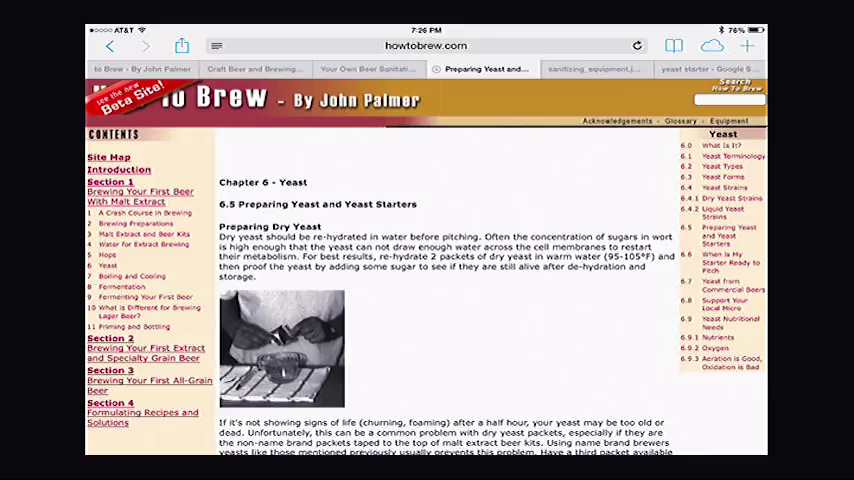 AT&T
7:26 PM
76%
howtobrew.com
to Brew - By John Palmer
Craft Beer and Brewing...
Your Own Beer Sanitati...
Preparing Yeast and...
sanitizing_equipment.j...
yeast starter - Google S...
see the new
Beta Site!
To Brew - By John Palmer
Search
How To Brew
Acknowledgements - Glossary - Equipment
CONTENTS
Site Map
Introduction
Section 1
Brewing Your First Beer
With Malt Extract
1 A Crash Course in Brewing
2 Brewing Preparations
3 Malt Extract and Beer Kits
4 Water for Extract Brewing
5 Hops
6 Yeast
7 Boiling and Cooling
8 Fermentation
9 Fermenting Your First Beer
10 What is Different for Brewing
Lager Beer?
11 Priming and Bottling
Section 2
Brewing Your First Extract
and Specialty Grain Beer
Section 3
Brewing Your First All-Grain
Beer
Section 4
Formulating Recipes and
Solutions
Chapter 6 - Yeast
6.5 Preparing Yeast and Yeast Starters
Preparing Dry Yeast
Dry yeast should be re-hydrated in water before pitching. Often the concentration of sugars in wort
is high enough that the yeast can not draw enough water across the cell membranes to restart
their metabolism. For best results, re-hydrate 2 packets of dry yeast in warm water (95-105°F) and
then proof the yeast by adding some sugar to see if they are still alive after de-hydration and
storage.
If it's not showing signs of life (churning, foaming) after a half hour, your yeast may be too old or
dead. Unfortunately, this can be a common problem with dry yeast packets, especially if they are
the non-name brand packets taped to the top of malt extract beer kits. Using name brand brewers
yeasts like those mentioned previously usually prevents this problem. Have a third packet available
Yeast
6.0 What Is It?
6.1 Yeast Terminology
6.2 Yeast Types
6.3 Yeast Forms
6.4 Yeast Strains
6.4.1 Dry Yeast Strains
6.4.2 Liquid Yeast
Strains
6.5 Preparing Yeast
and Yeast
Starters
6.6 When is My
Starter Ready to
Pitch
6.7 Yeast from
Commercial Beers
6.8 Support Your
Local Micro
6.9 Yeast Nutritional
Needs
6.9.1 Nutrients
6.9.2 Oxygen
6.9.3 Aeration is Good,
Oxidation is Bad